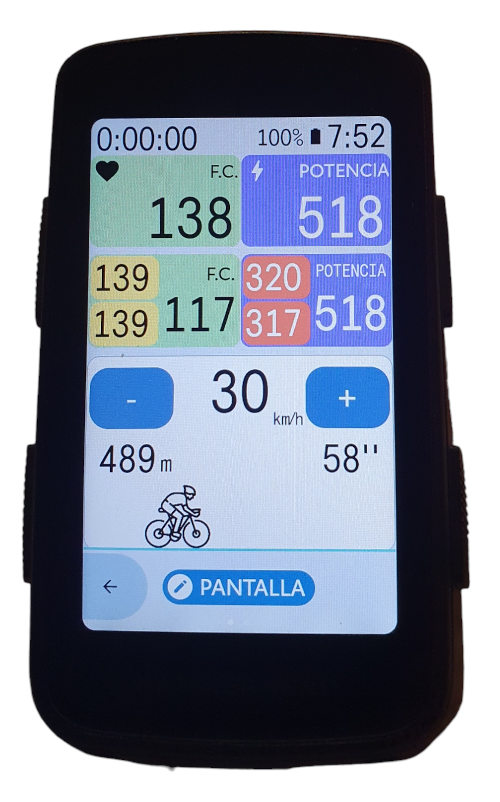 0:00:00 100% 7:52
F.C. POTENCIA
138 518
139 F.C. 320 POTENCIA
139 117 317 518
- 30 km/h +
489 m 58''
← PANTALLA